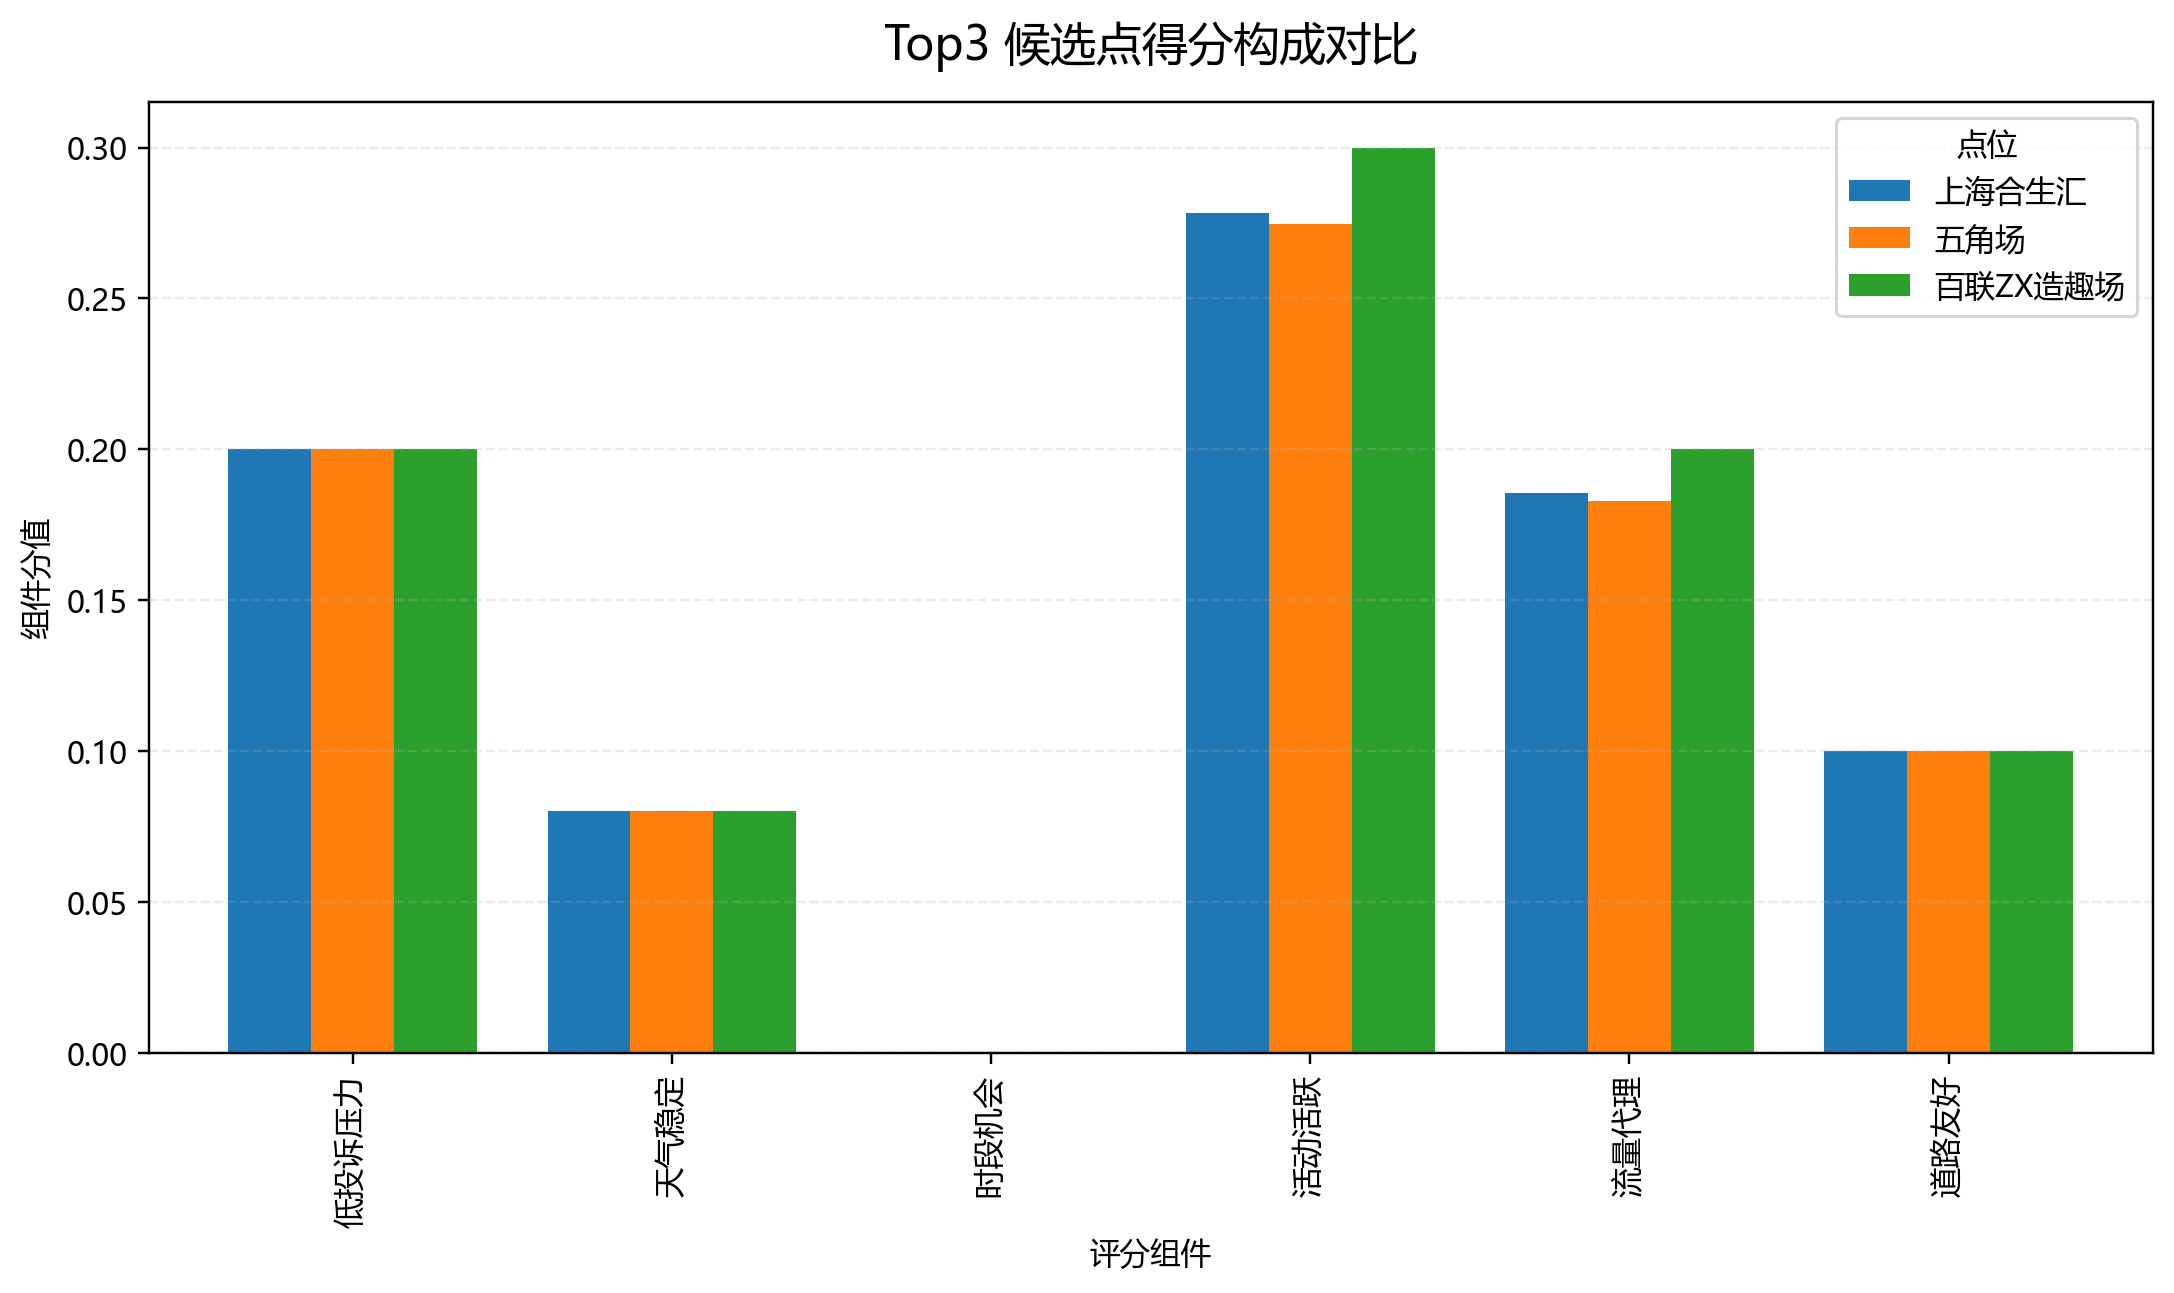 Top3 候选点得分构成对比
点位
上海合生汇
五角场
百联ZX造趣场
组件分值
0.30
0.25
0.20
0.15
0.10
0.05
0.00
低投诉压力
天气稳定
时段机会
活动活跃
流量代理
道路友好
评分组件